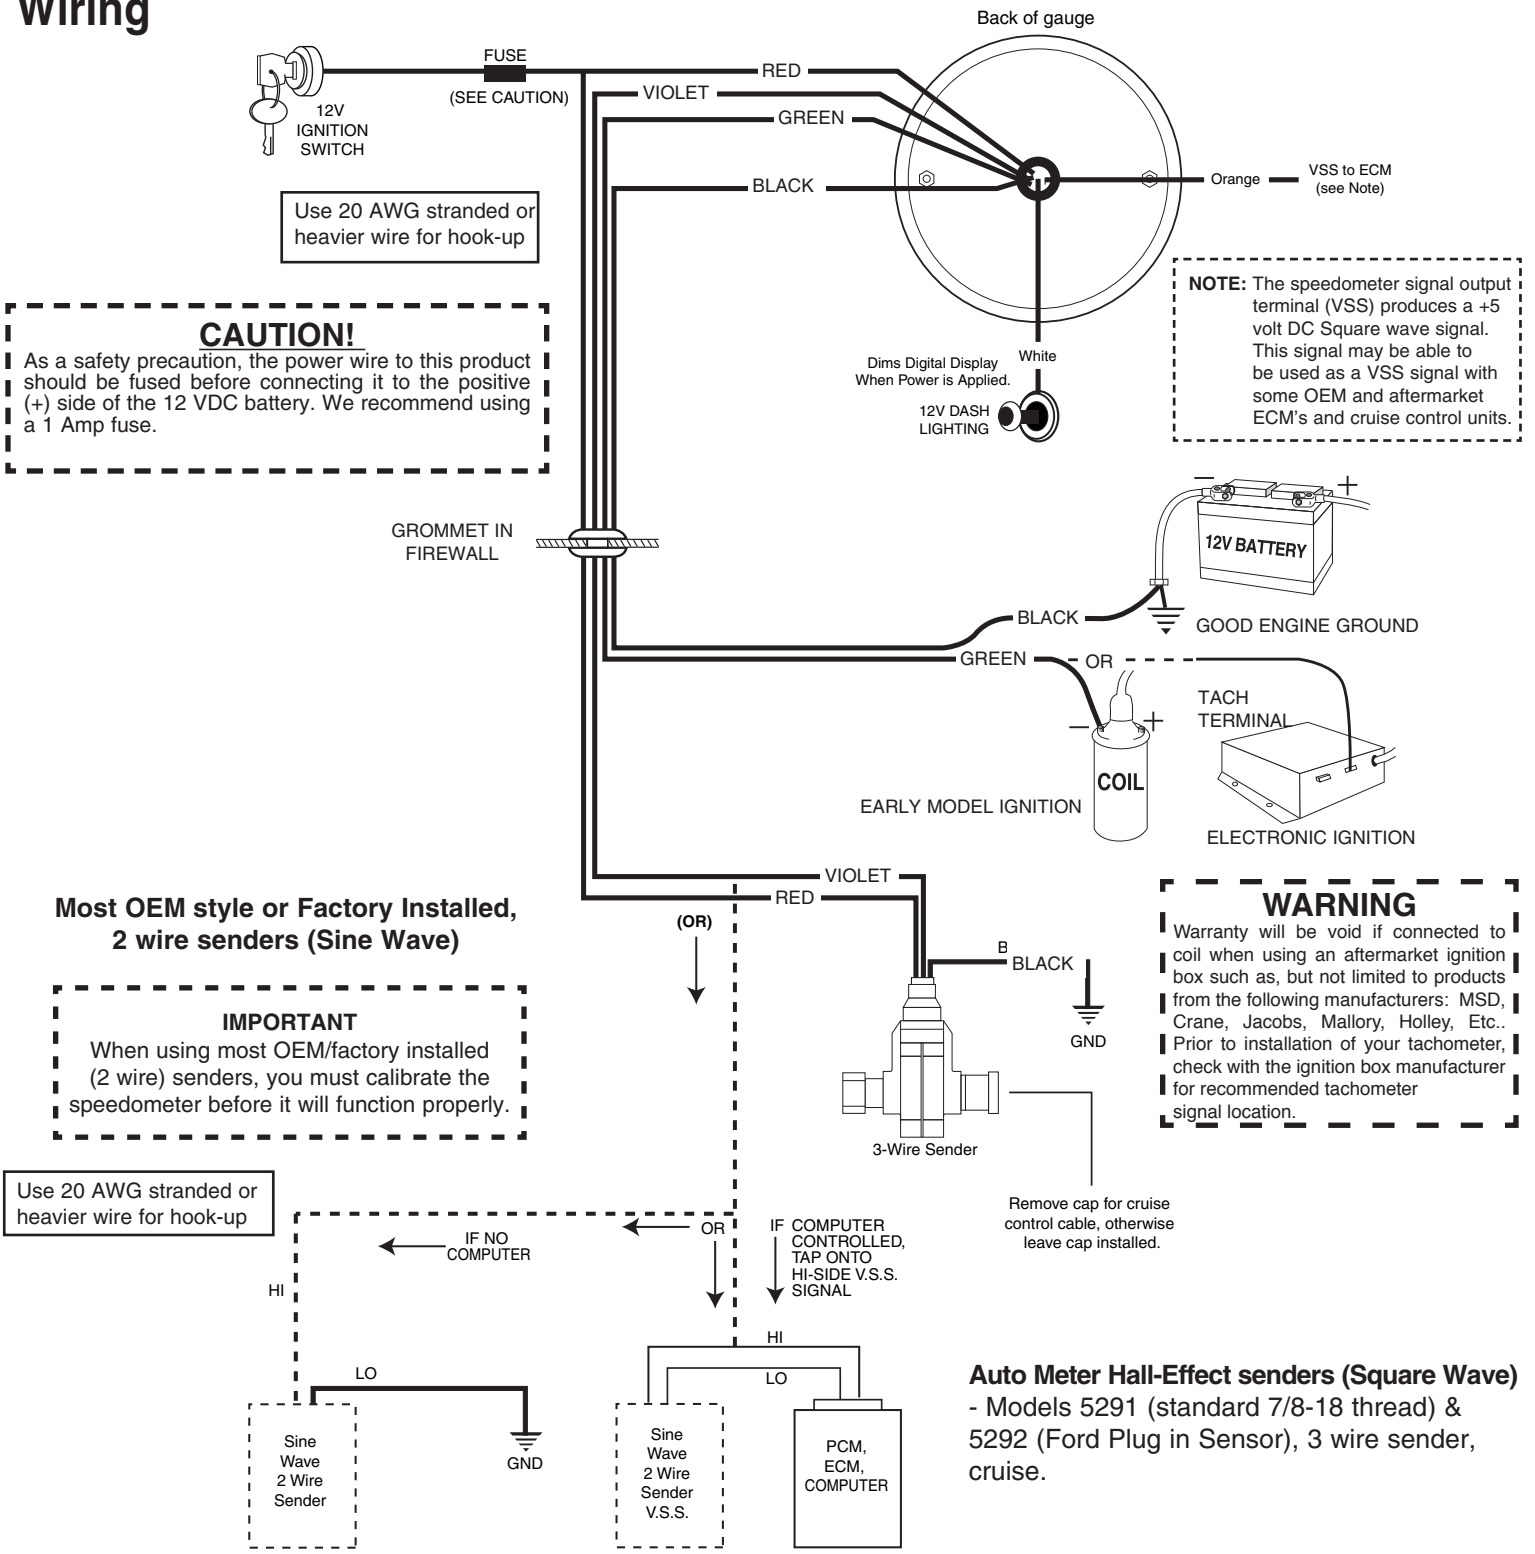 Wiring
Back of gauge
FUSE
(SEE CAUTION)
12V
IGNITION
SWITCH
RED
VIOLET
GREEN
BLACK
Orange
VSS to ECM
(see Note)
Use 20 AWG stranded or
heavier wire for hook-up
CAUTION!
As a safety precaution, the power wire to this product
should be fused before connecting it to the positive
(+) side of the 12 VDC battery. We recommend using
a 1 Amp fuse.
NOTE: The speedometer signal output
terminal (VSS) produces a +5
volt DC Square wave signal.
This signal may be able to
be used as a VSS signal with
some OEM and aftermarket
ECM's and cruise control units.
White
Dims Digital Display
When Power is Applied.
12V DASH
LIGHTING
GROMMET IN
FIREWALL
− +
12V BATTERY
BLACK
GOOD ENGINE GROUND
GREEN
OR
TACH
TERMINAL
− +
COIL
EARLY MODEL IGNITION
ELECTRONIC IGNITION
VIOLET
RED
Most OEM style or Factory Installed,
2 wire senders (Sine Wave)
(OR)
B
BLACK
GND
WARNING
Warranty will be void if connected to
coil when using an aftermarket ignition
box such as, but not limited to products
from the following manufacturers: MSD,
Crane, Jacobs, Mallory, Holley, Etc..
Prior to installation of your tachometer,
check with the ignition box manufacturer
for recommended tachometer
signal location.
IMPORTANT
When using most OEM/factory installed
(2 wire) senders, you must calibrate the
speedometer before it will function properly.
3-Wire Sender
Remove cap for cruise
control cable, otherwise
leave cap installed.
Use 20 AWG stranded or
heavier wire for hook-up
IF NO
COMPUTER
OR
IF COMPUTER
CONTROLLED,
TAP ONTO
HI-SIDE V.S.S.
SIGNAL
HI
LO
HI
LO
Sine
Wave
2 Wire
Sender
GND
Sine
Wave
2 Wire
Sender
V.S.S.
PCM,
ECM,
COMPUTER
Auto Meter Hall-Effect senders (Square Wave)
- Models 5291 (standard 7/8-18 thread) &
5292 (Ford Plug in Sensor), 3 wire sender,
cruise.